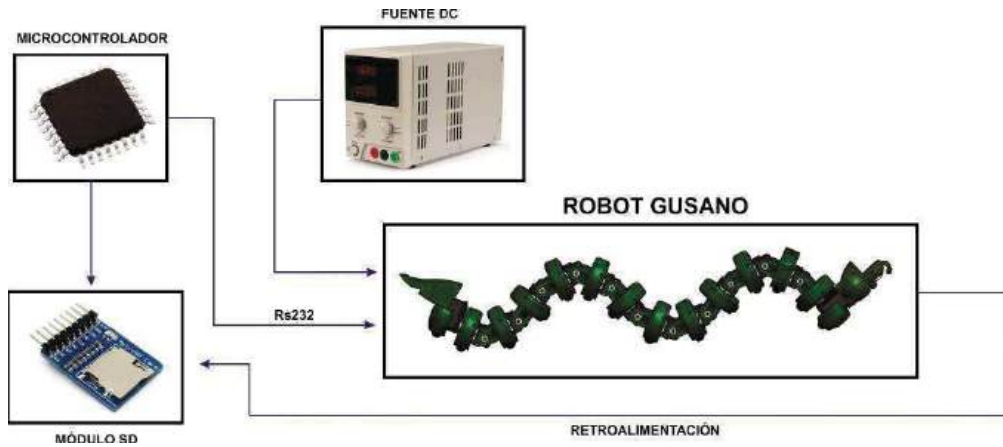 FUENTE DC
MICROCONTROLADOR
ROBOT GUSANO
Rs232
MÓDULO SD
RETROALIMENTACIÓN